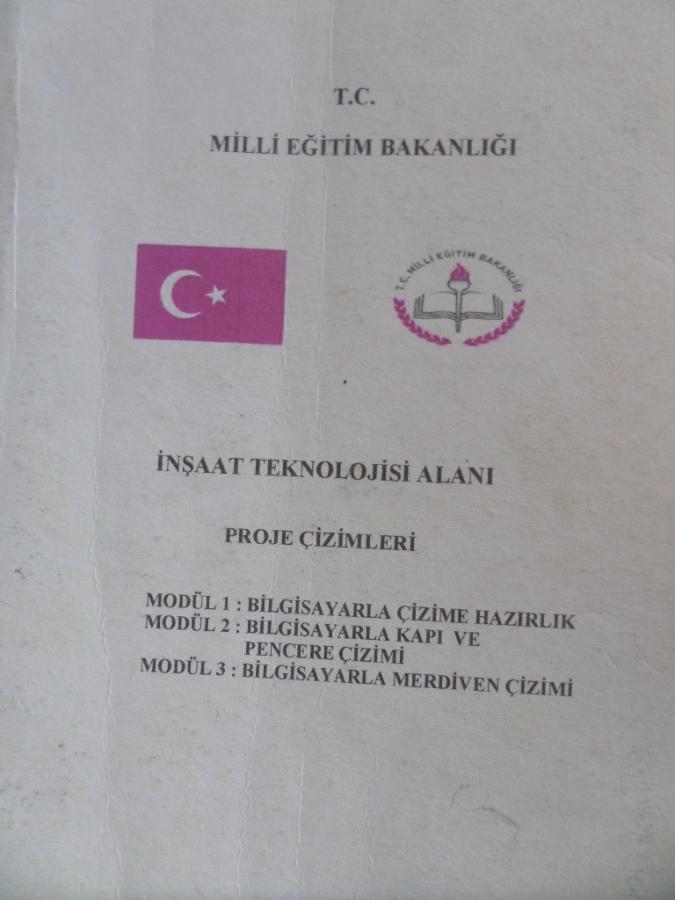 T.C.
MİLLİ EĞİTİM BAKANLIĞI
T.C. MİLLİ EĞİTİM BAKANLIĞI
İNŞAAT TEKNOLOJİSİ ALANI
PROJE ÇİZİMLERİ
MODÜL 1 : BİLGİSAYARLA ÇİZİME HAZIRLIK
MODÜL 2 : BİLGİSAYARLA KAPI VE
PENCERE ÇİZİMİ
MODÜL 3 : BİLGİSAYARLA MERDİVEN ÇİZİMİ